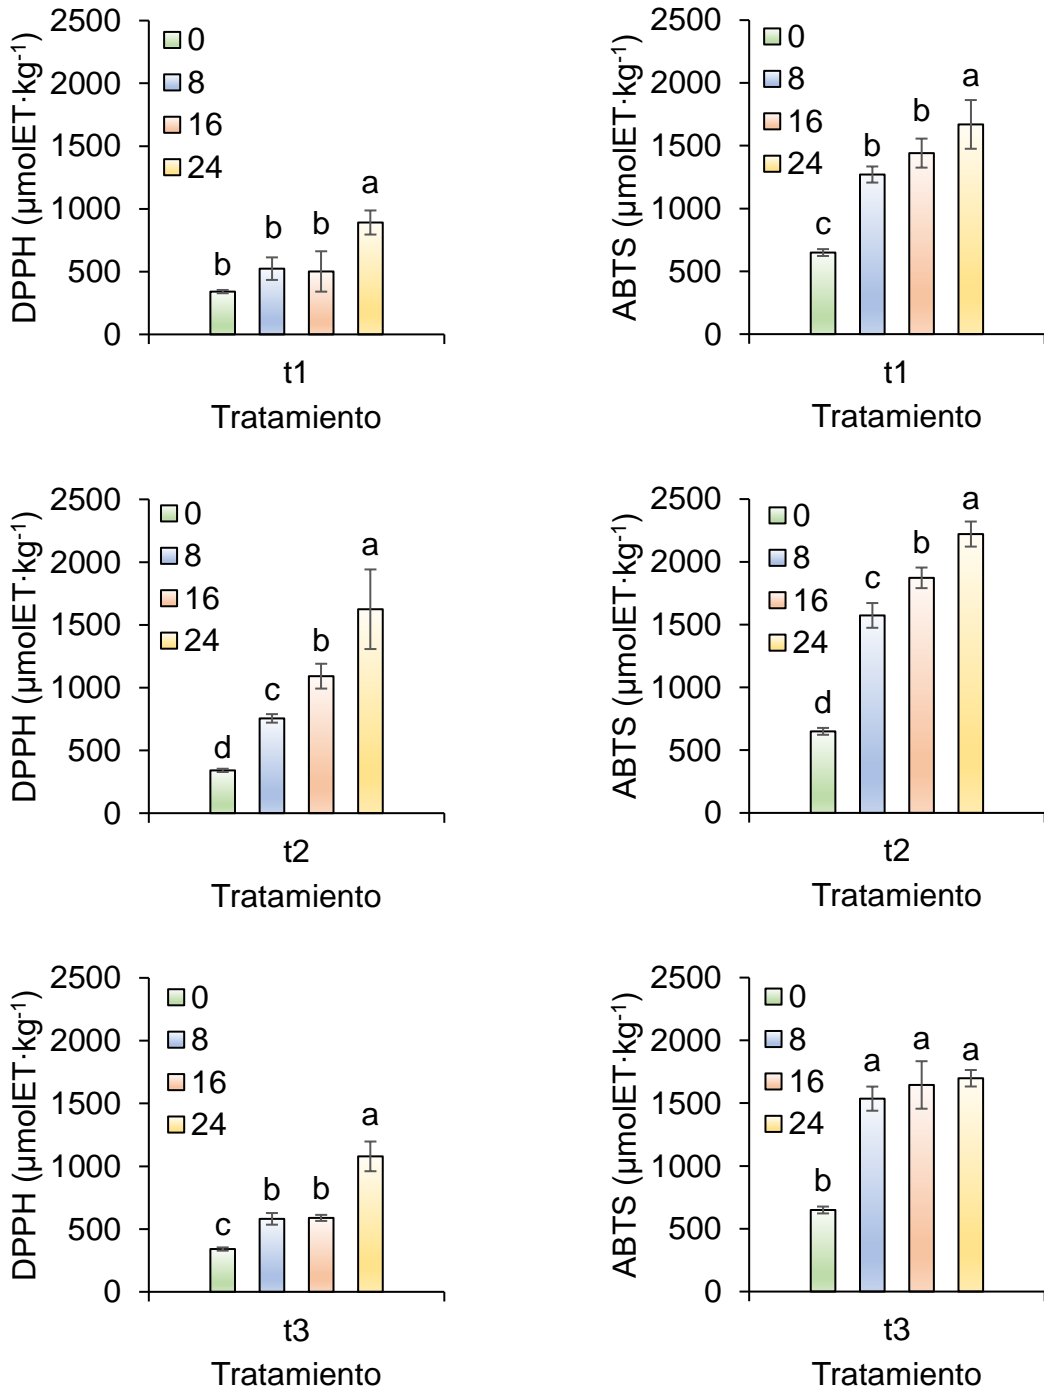 DPPH (µmolET·kg-1)
2500
2000
1500
1000
500
0
0
8
16
24
b
b
b
a
t1
Tratamiento
ABTS (µmolET·kg-1)
2500
2000
1500
1000
500
0
0
8
16
24
c
b
b
a
t1
Tratamiento
DPPH (µmolET·kg-1)
2500
2000
1500
1000
500
0
0
8
16
24
d
c
b
a
t2
Tratamiento
ABTS (µmolET·kg-1)
2500
2000
1500
1000
500
0
0
8
16
24
d
c
b
a
t2
Tratamiento
DPPH (µmolET·kg-1)
2500
2000
1500
1000
500
0
0
8
16
24
c
b
b
a
t3
Tratamiento
ABTS (µmolET·kg-1)
2500
2000
1500
1000
500
0
0
8
16
24
b
a
a
a
t3
Tratamiento